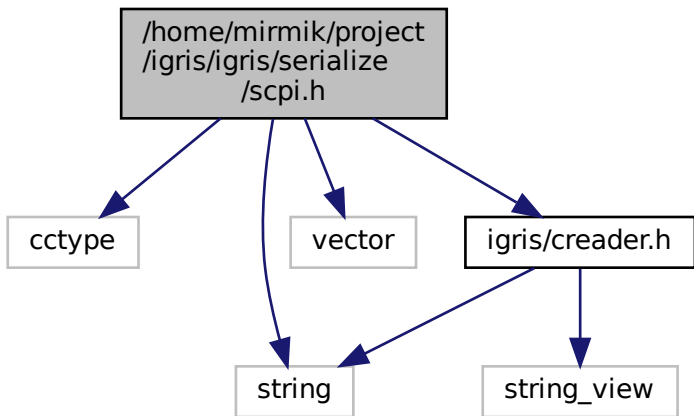 /home/mirmik/project
/igris/igris/serialize
/scpi.h
cctype
vector
igris/creader.h
string
string_view